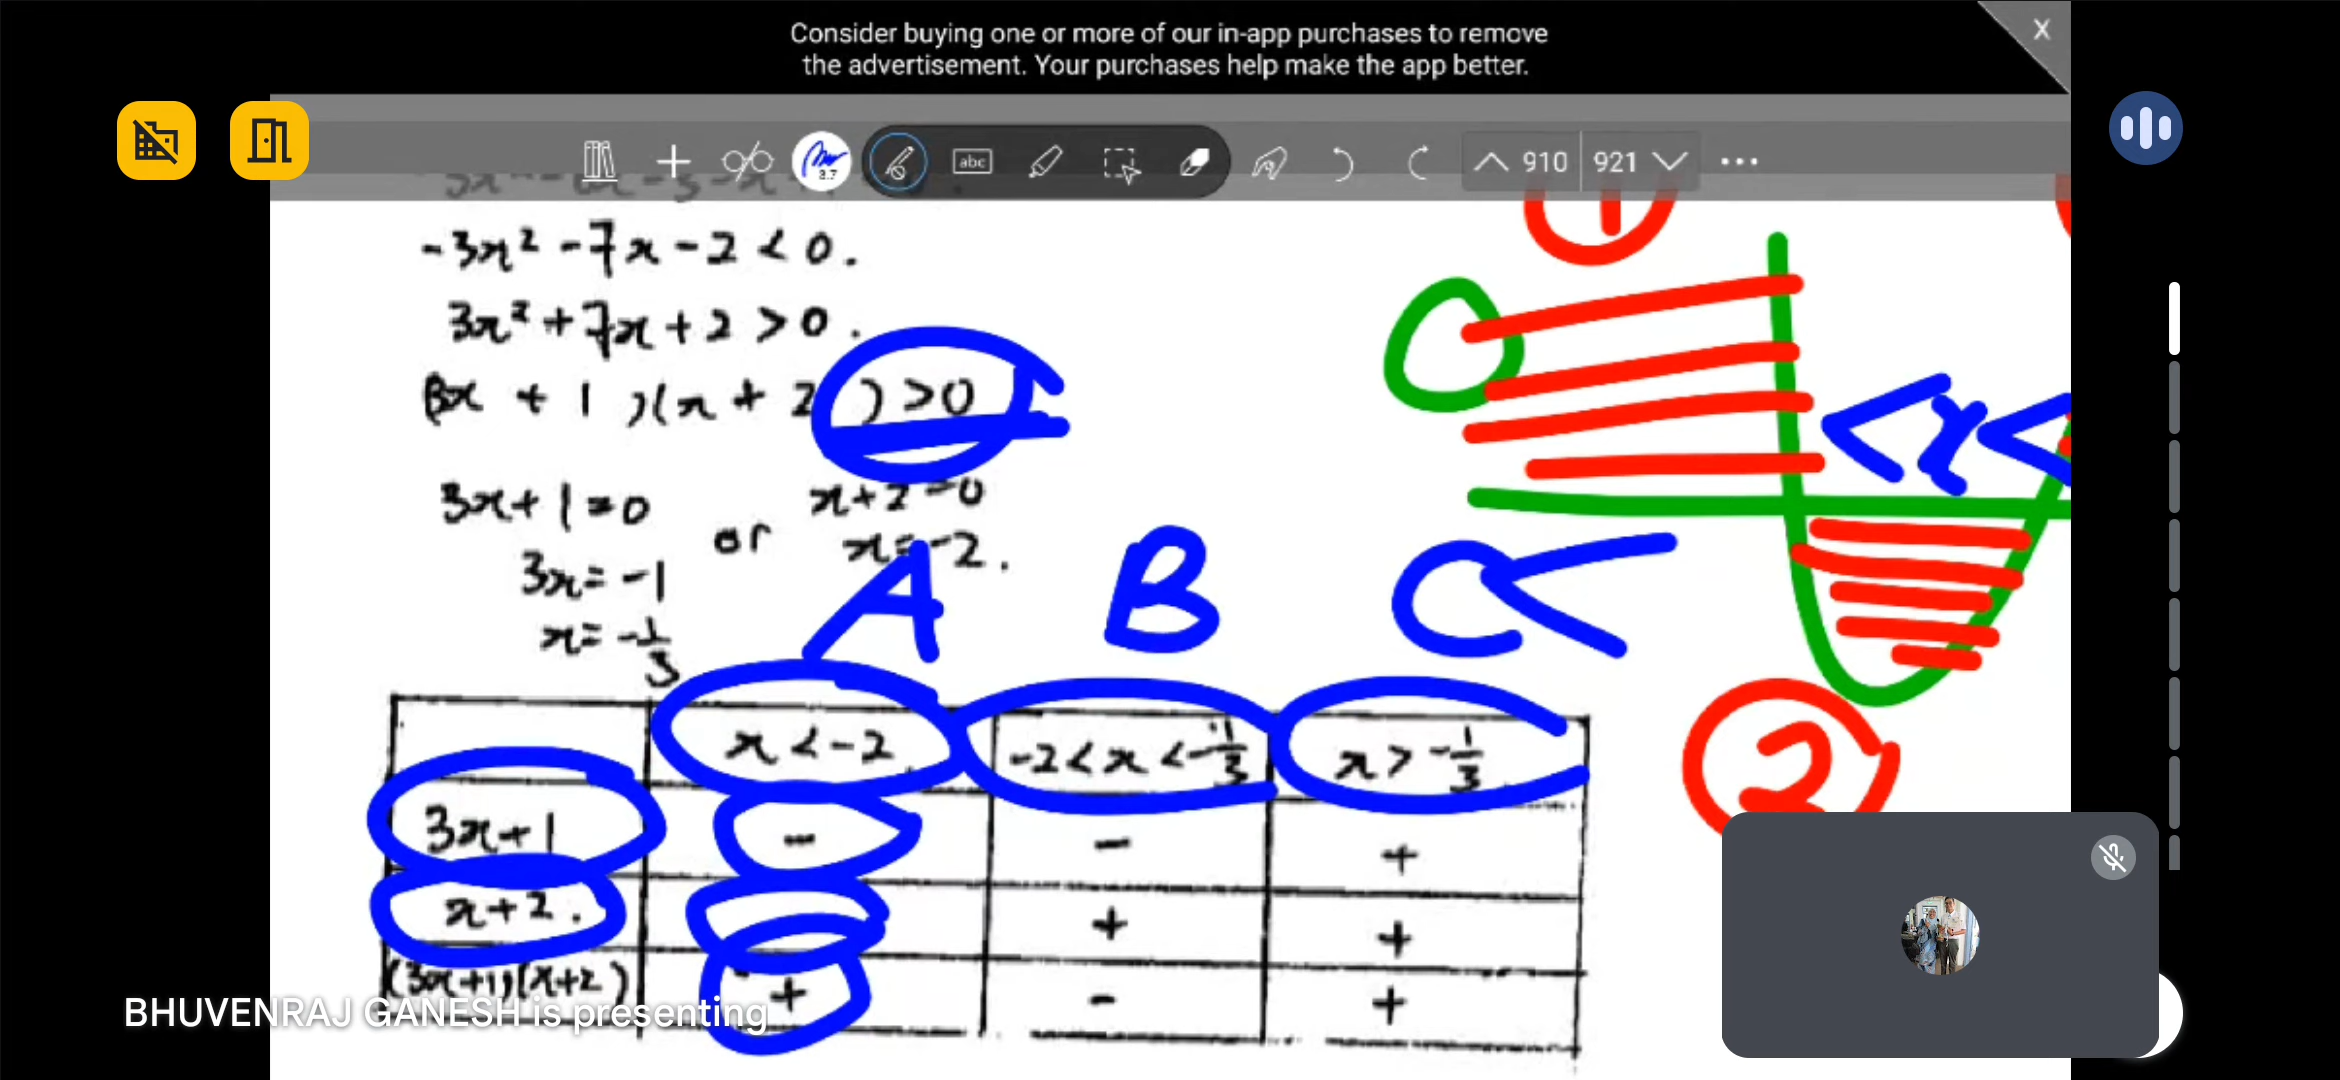 Consider buying one or more of our in-app purchases to remove
the advertisement. Your purchases help make the app better.
X
abc
910 921
2.7
-3x² -7x -2 < 0.
3x² + 7x + 2 > 0.
(3x + 1)(x + 2) > 0
3x + 1 = 0 or x + 2 = 0
3x = -1 x = -2.
x = -1/3
A B C <
< x <
1
2
x < -2 -2 < x < -1/3 x > -1/3
3x+1 - - +
x+2. + +
(3x+1)(x+2) + - +
BHUVENRAJ GANESH is presenting